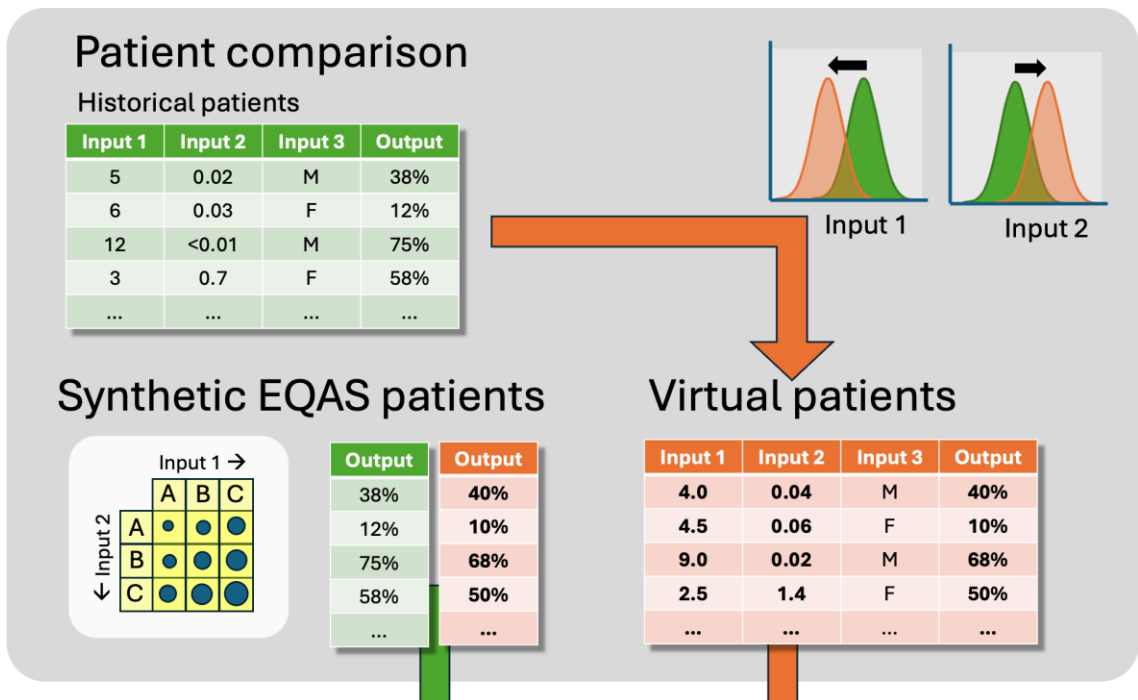 Patient comparison
Historical patients
Input 1 Input 2 Input 3 Output
5 0.02 M 38%
6 0.03 F 12%
12 <0.01 M 75%
3 0.7 F 58%
... ... ... ...
Input 1
Input 2
Synthetic EQAS patients
Input 1 →
A B C
← Input 2
A
B
C
Output Output
38% 40%
12% 10%
75% 68%
58% 50%
... ...
Virtual patients
Input 1 Input 2 Input 3 Output
4.0 0.04 M 40%
4.5 0.06 F 10%
9.0 0.02 M 68%
2.5 1.4 F 50%
... ... ... ...